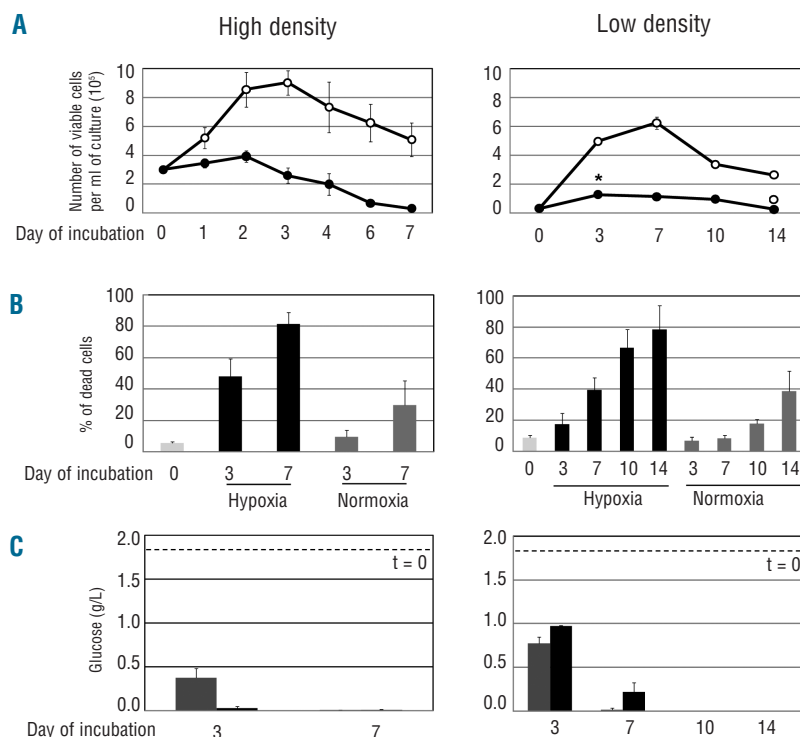 A
High density
Low density
Number of viable cells
per ml of culture (10⁵)
10
8
6
4
2
0
10
8
6
4
2
0
*
Day of incubation 0 1 2 3 4 6 7
0 3 7 10 14
B
% of dead cells
100
80
60
40
20
0
100
80
60
40
20
0
Day of incubation 0 3 7 3 7
Hypoxia Normoxia
0 3 7 10 14 3 7 10 14
Hypoxia Normoxia
C
Glucose (g/L)
2.0
1.5
1.0
0.5
0.0
t = 0
2.0
1.5
1.0
0.5
0.0
t = 0
Day of incubation 3 7
3 7 10 14